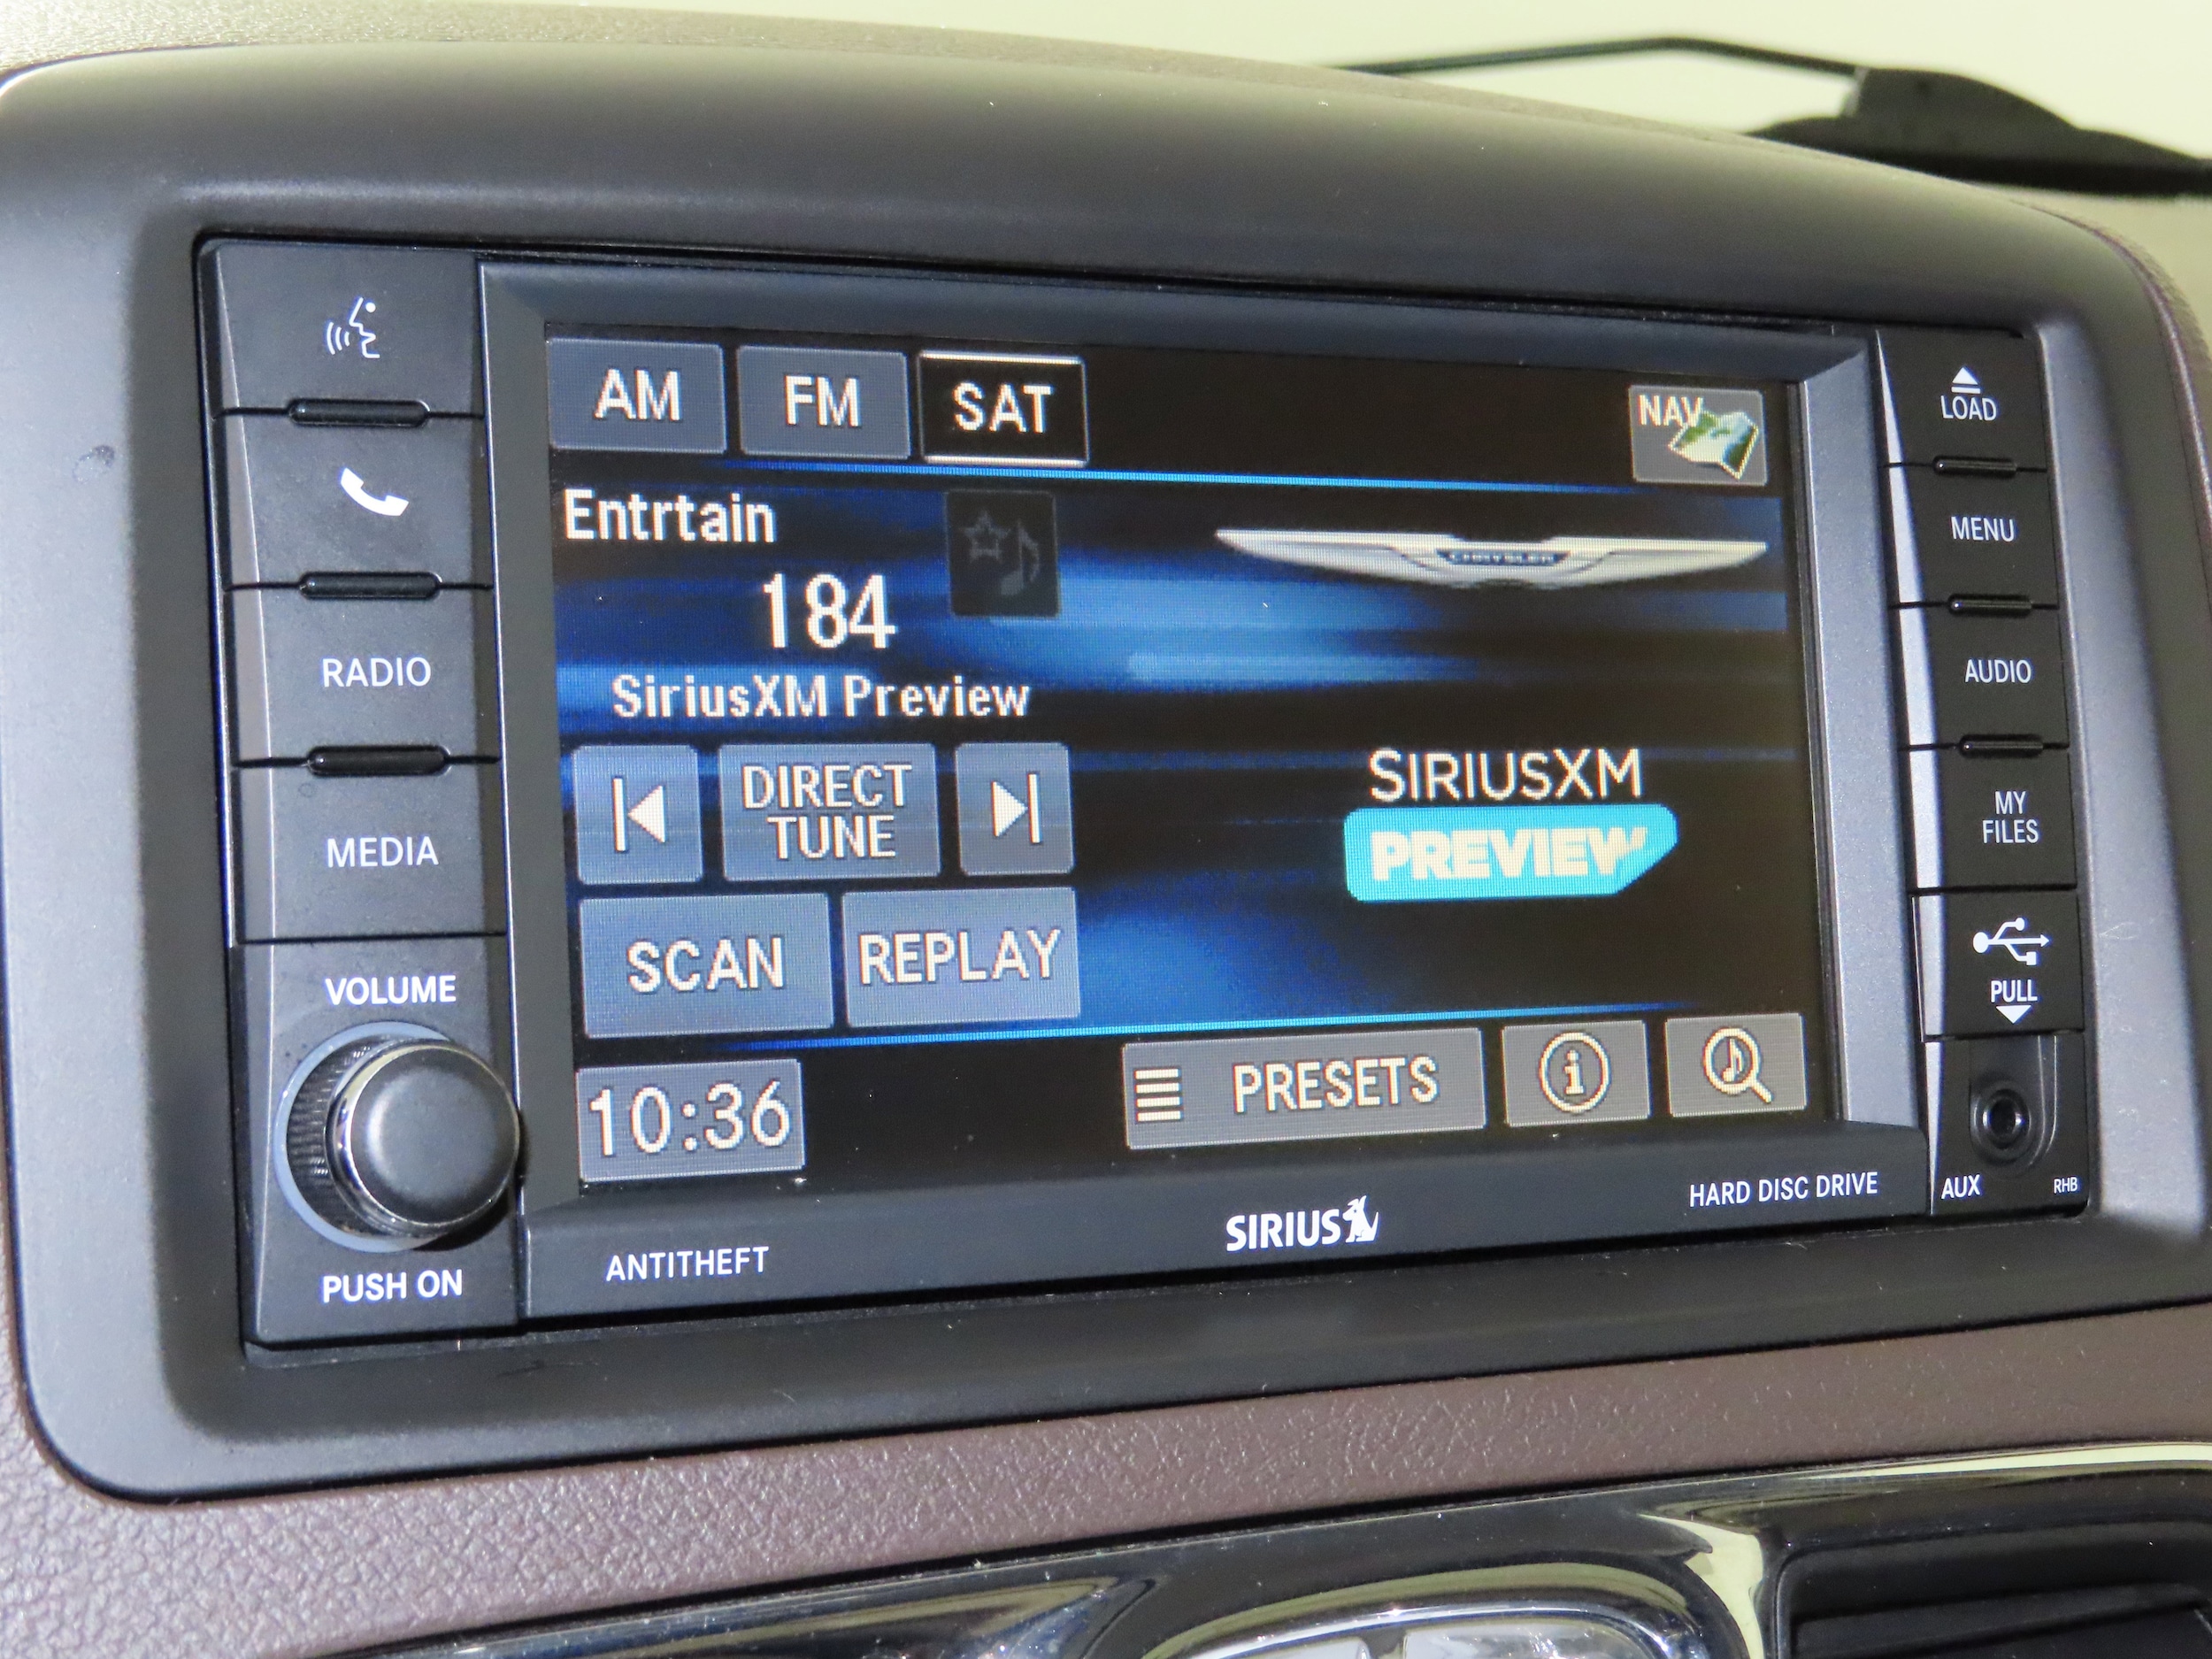 AM FM SAT
NAV
Entrtain
184
SiriusXM Preview
DIRECT
TUNE
SCAN REPLAY
10:36
CHRYSLER
SIRIUSXM
PREVIEW
PRESETS
i
RADIO
MEDIA
VOLUME
PUSH ON
LOAD
MENU
AUDIO
MY
FILES
PULL
AUX RHB
ANTITHEFT
SIRIUS
HARD DISC DRIVE